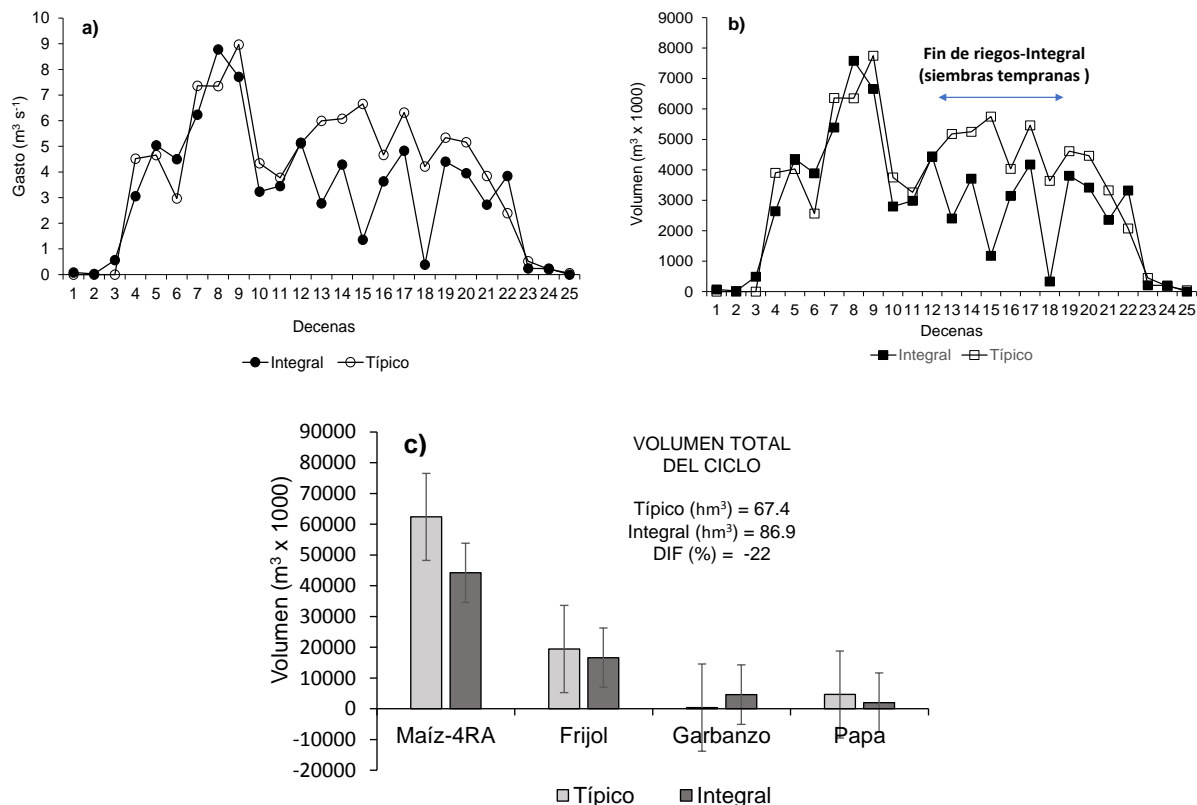 a)
Gasto (m³ s⁻¹)
10
9
8
7
6
5
4
3
2
1
0
1 2 3 4 5 6 7 8 9 10 11 12 13 14 15 16 17 18 19 20 21 22 23 24 25
Decenas
Integral Típico
b)
Volumen (m³ x 1000)
9000
8000
7000
6000
5000
4000
3000
2000
1000
0
Fin de riegos-Integral
(siembras tempranas )
1 2 3 4 5 6 7 8 9 10 11 12 13 14 15 16 17 18 19 20 21 22 23 24 25
Decenas
Integral Típico
c)
Volumen (m³ x 1000)
90000
80000
70000
60000
50000
40000
30000
20000
10000
0
-10000
-20000
VOLUMEN TOTAL
DEL CICLO
Típico (hm³) = 67.4
Integral (hm³) = 86.9
DIF (%) = -22
Maíz-4RA Frijol Garbanzo Papa
Típico Integral